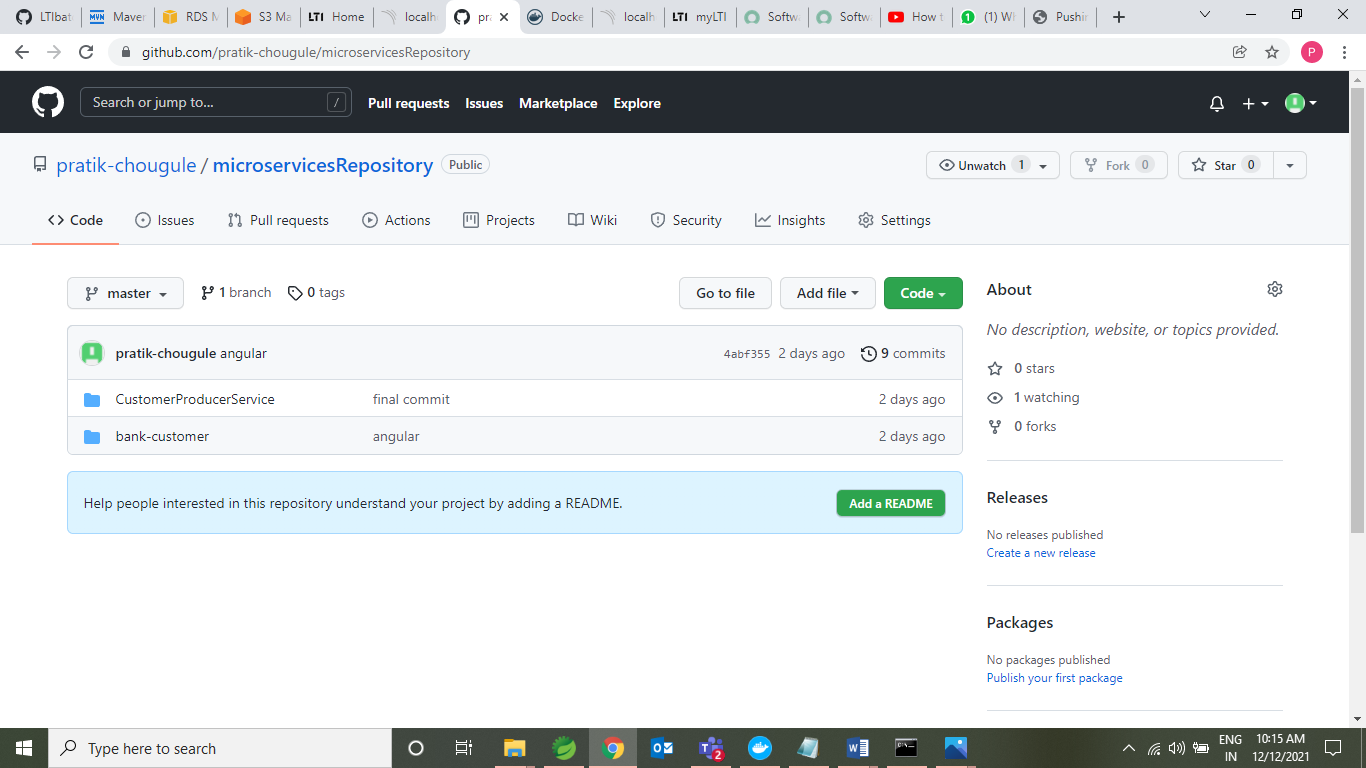 LTIbat
Maven
RDS M
S3 Ma
LTI Home
localh
pra
Docke
localh
LTI myLTI
Softwa
Softwa
How t
(1) Wh
Pushin
github.com/pratik-chougule/microservicesRepository
P
Search or jump to... /
Pull requests Issues Marketplace Explore
pratik-chougule / microservicesRepository Public
Unwatch 1 Fork 0 Star 0
Code Issues Pull requests Actions Projects Wiki Security Insights Settings
master 1 branch 0 tags Go to file Add file Code
pratik-chougule angular 4abf355 2 days ago 9 commits
CustomerProducerService final commit 2 days ago
bank-customer angular 2 days ago
Help people interested in this repository understand your project by adding a README. Add a README
About
No description, website, or topics provided.
0 stars
1 watching
0 forks
Releases
No releases published
Create a new release
Packages
No packages published
Publish your first package
Type here to search
2
ENG
IN
10:15 AM
12/12/2021